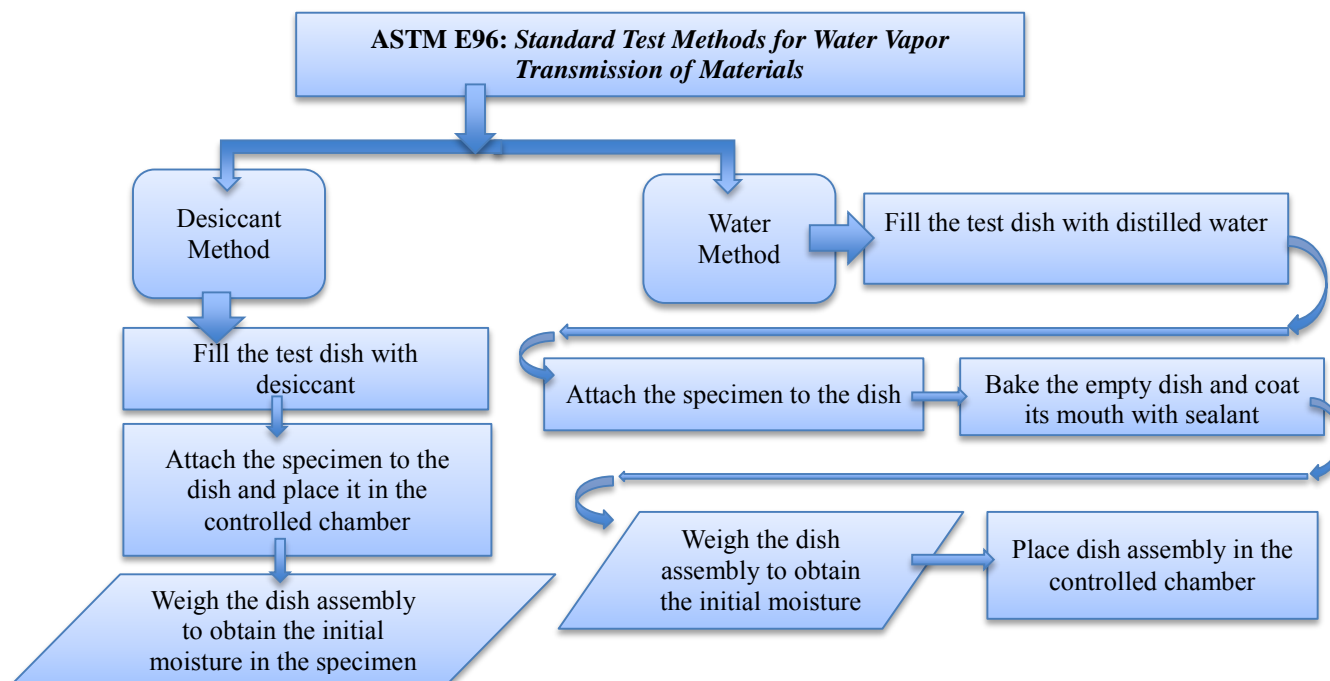 ASTM E96: Standard Test Methods for Water Vapor
Transmission of Materials
Desiccant
Method
Fill the test dish with
desiccant
Attach the specimen to the
dish and place it in the
controlled chamber
Weigh the dish assembly
to obtain the initial
moisture in the specimen
Water
Method
Fill the test dish with distilled water
Attach the specimen to the dish
Bake the empty dish and coat
its mouth with sealant
Weigh the dish
assembly to obtain
the initial moisture
Place dish assembly in the
controlled chamber